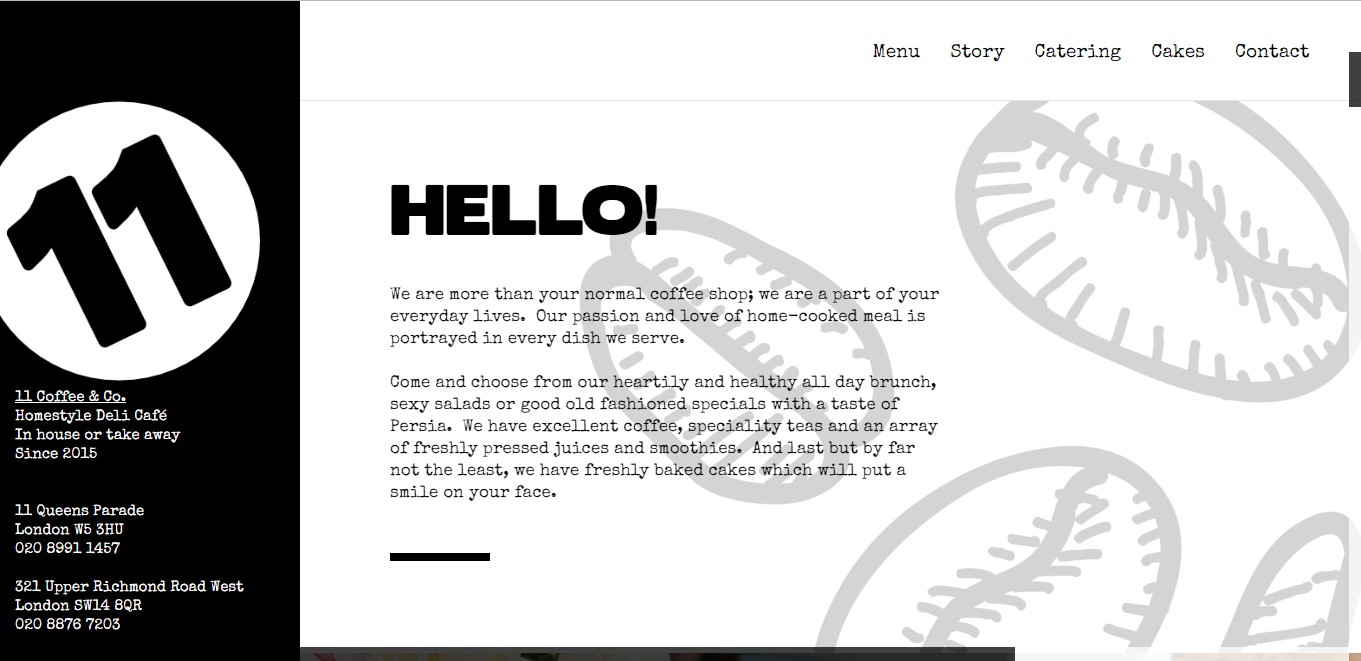 Menu Story Catering Cakes Contact
11
11 Coffee & Co.
Homestyle Deli Café
In house or take away
Since 2015
11 Queens Parade
London W5 3HU
020 8991 1457
321 Upper Richmond Road West
London SW14 8QR
020 8876 7203
HELLO!
We are more than your normal coffee shop; we are a part of your
everyday lives. Our passion and love of home-cooked meal is
portrayed in every dish we serve.
Come and choose from our heartily and healthy all day brunch,
sexy salads or good old fashioned specials with a taste of
Persia. We have excellent coffee, speciality teas and an array
of freshly pressed juices and smoothies. And last but by far
not the least, we have freshly baked cakes which will put a
smile on your face.